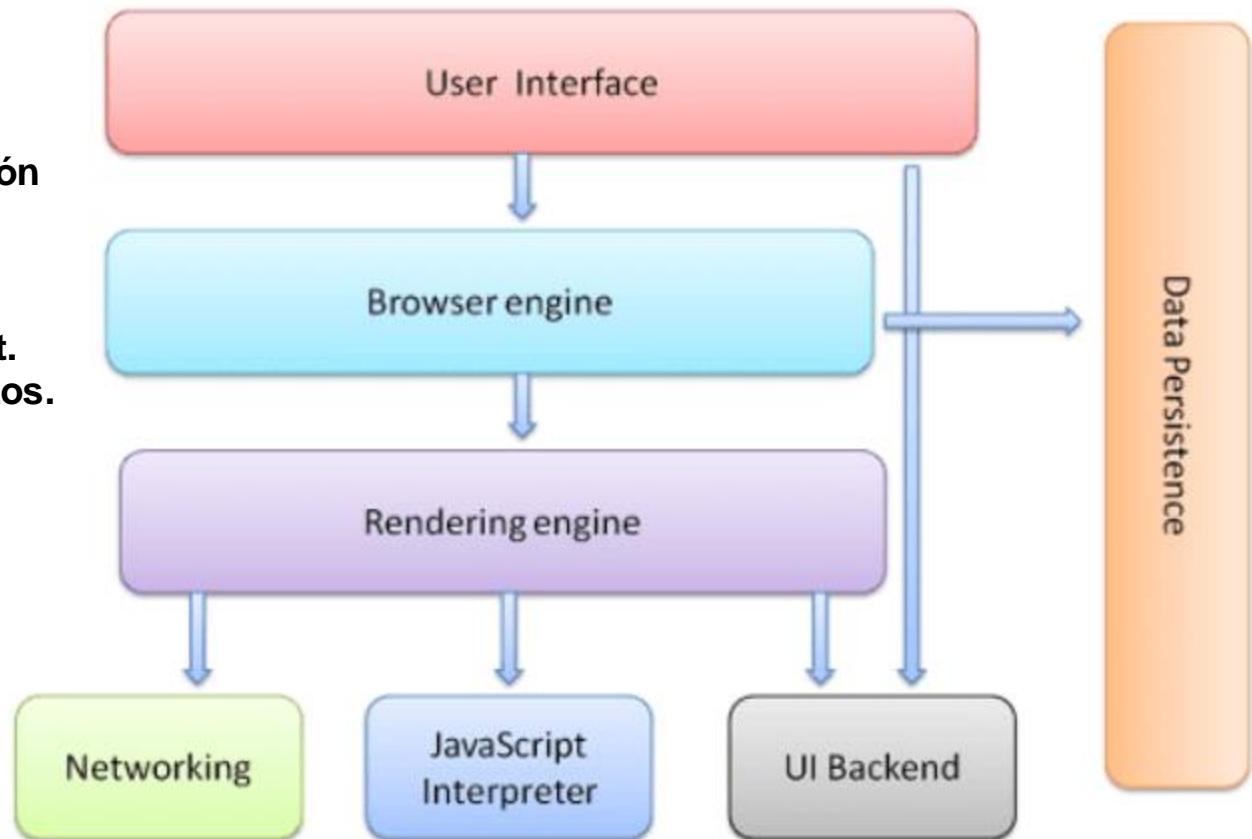 User Interface
ón
Browser engine
t.
os.
Data Persistence
Rendering engine
Networking
JavaScript
Interpreter
UI Backend